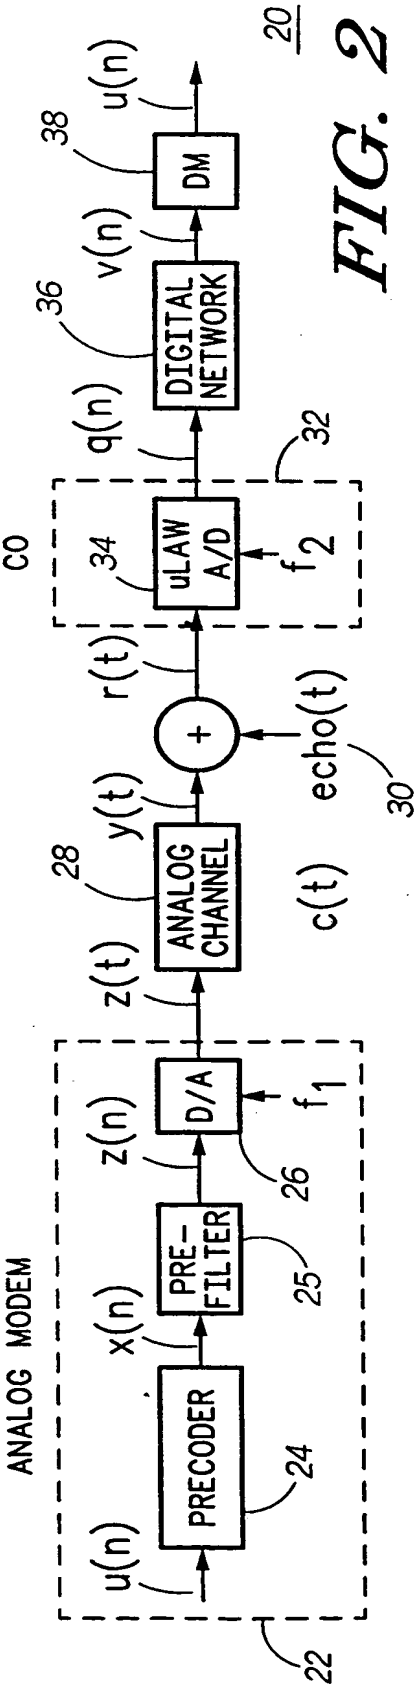 ANALOG MODEM
u(n)
PRECODER
24
x(n)
PRE-
FILTER
25
z(n)
D/A
26
f1
22
z(t)
28
ANALOG
CHANNEL
c(t)
y(t)
+
echo(t)
30
r(t)
CO
34
uLAW
A/D
f2
32
q(n)
36
DIGITAL
NETWORK
v(n)
38
DM
u(n)
20
FIG. 2